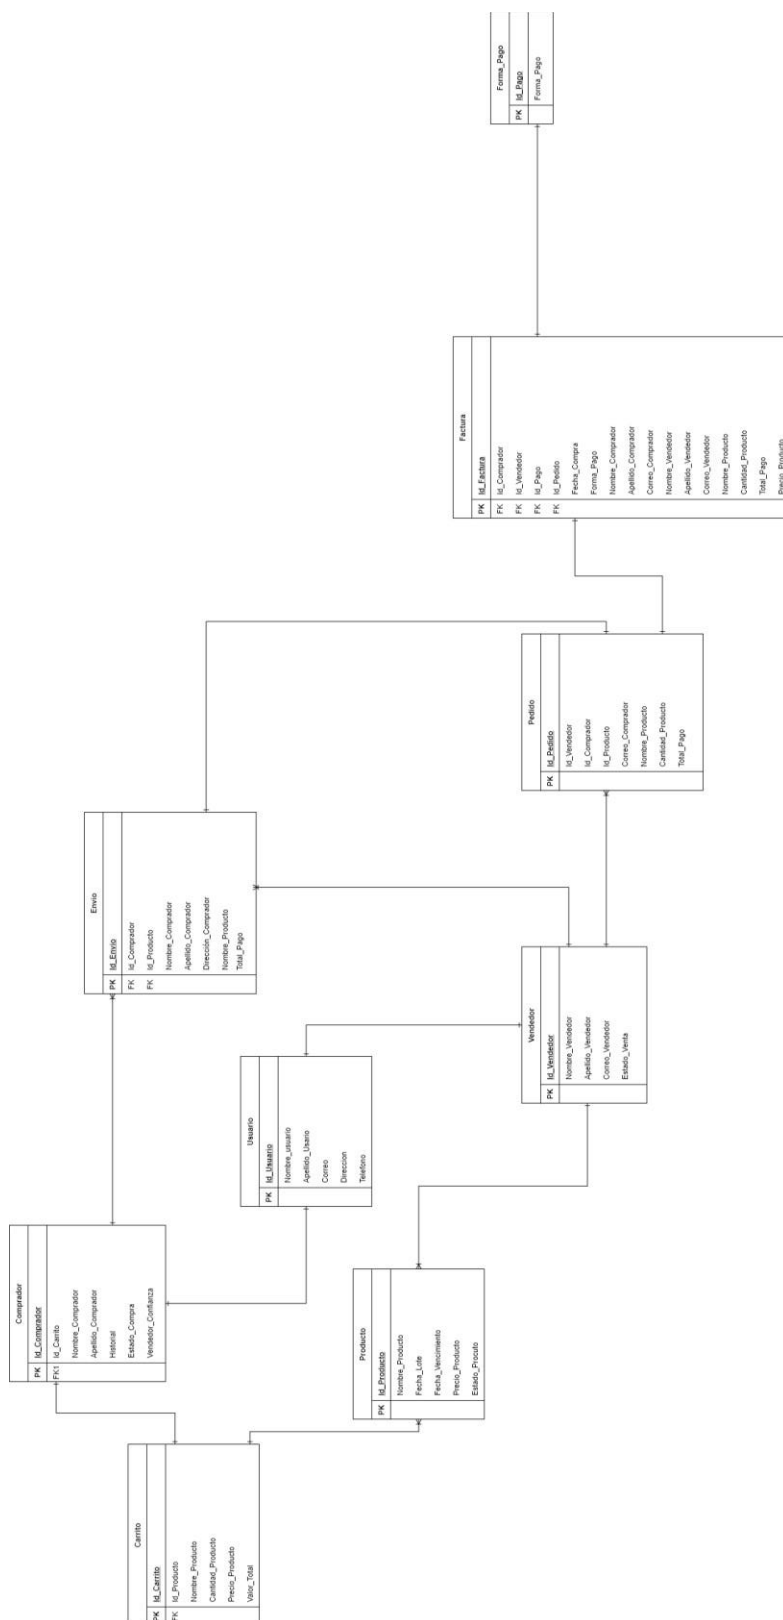 Carrito
PK Id_Carrito
FK Id_Producto
Nombre_Producto
Cantidad_Producto
Precio_Producto
Valor_Total
Comprador
PK Id_Comprador
FK1 Id_Carrito
Nombre_Comprador
Apellido_Comprador
Historial
Estado_Compra
Vendedor_Confianza
Producto
PK Id_Producto
Nombre_Producto
Fecha_Lote
Fecha_Vencimiento
Precio_Producto
Estado_Procuto
Usuario
PK Id_Usuario
Nombre_usuario
Apellido_Usario
Correo
Direccion
Telefono
Envio
PK Id_Envio
FK Id_Comprador
FK Id_Producto
Nombre_Comprador
Apellido_Comprador
Dirección_Comprador
Nombre_Producto
Total_Pago
Vendedor
PK Id_Vendedor
Nombre_Vendedor
Apellido_Vendedor
Correo_Vendedor
Estado_Venta
Pedido
PK Id_Pedido
Id_Vendedor
Id_Comprador
Id_Producto
Correo_Comprador
Nombre_Producto
Cantidad_Producto
Total_Pago
Factura
PK Id_Factura
FK Id_Comprador
FK Id_Vendedor
FK Id_Pago
FK Id_Pedido
Fecha_Compra
Forma_Pago
Nombre_Comprador
Apellido_Comprador
Correo_Comprador
Nombre_Vendedor
Apellido_Vendedor
Correo_Vendedor
Nombre_Producto
Cantidad_Producto
Total_Pago
Precio_Producto
Forma_Pago
PK Id_Pago
Forma_Pago